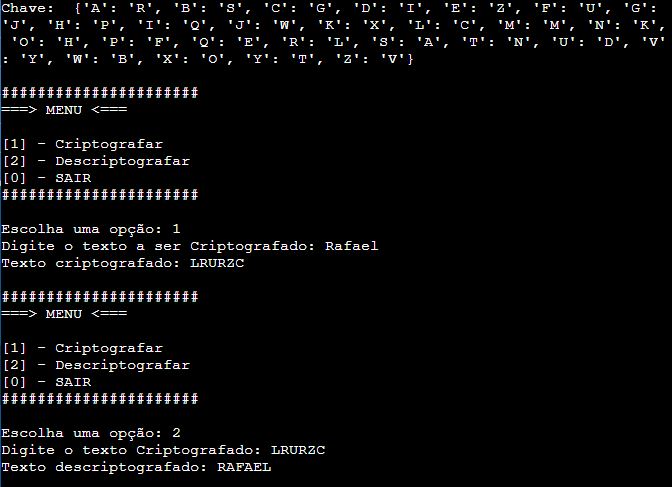 Chave:  {'A': 'R', 'B': 'S', 'C': 'G', 'D': 'I', 'E': 'Z', 'F': 'U', 'G':
'J', 'H': 'P', 'I': 'Q', 'J': 'W', 'K': 'X', 'L': 'C', 'M': 'M', 'N': 'K',
 'O': 'H', 'P': 'F', 'Q': 'E', 'R': 'L', 'S': 'A', 'T': 'N', 'U': 'D', 'V'
: 'Y', 'W': 'B', 'X': 'O', 'Y': 'T', 'Z': 'V'}
######################
===> MENU <===
[1] - Criptografar
[2] - Descriptografar
[0] - SAIR
######################
Escolha uma opção: 1
Digite o texto a ser Criptografado: Rafael
Texto criptografado: LRURZC
######################
===> MENU <===
[1] - Criptografar
[2] - Descriptografar
[0] - SAIR
######################
Escolha uma opção: 2
Digite o texto Criptografado: LRURZC
Texto descriptografado: RAFAEL